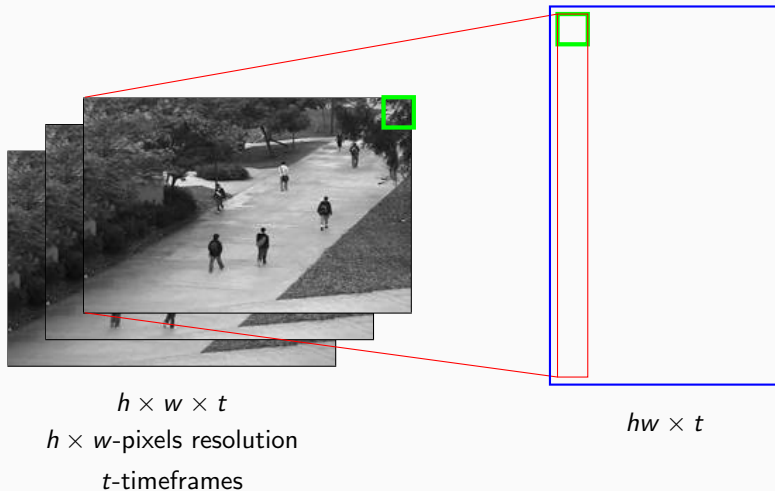 h × w × t
h × w-pixels resolution
t-timeframes
hw × t